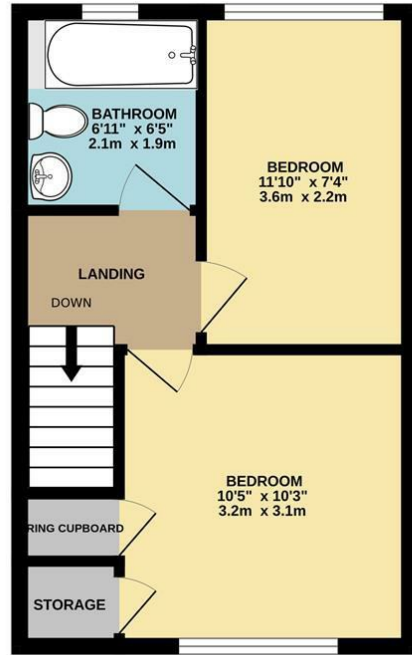 BATHROOM
6'11" x 6'5"
2.1m x 1.9m
BEDROOM
11'10" x 7'4"
3.6m x 2.2m
LANDING
DOWN
BEDROOM
10'5" x 10'3"
3.2m x 3.1m
RING CUPBOARD
STORAGE